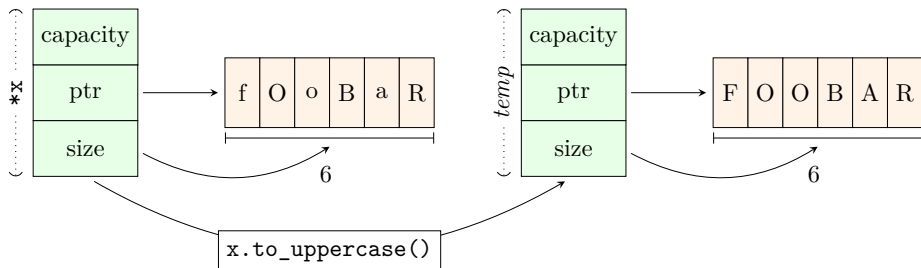 *x
capacity
ptr
size
f O o B a R
6
x.to_uppercase()
temp
capacity
ptr
size
F O O B A R
6